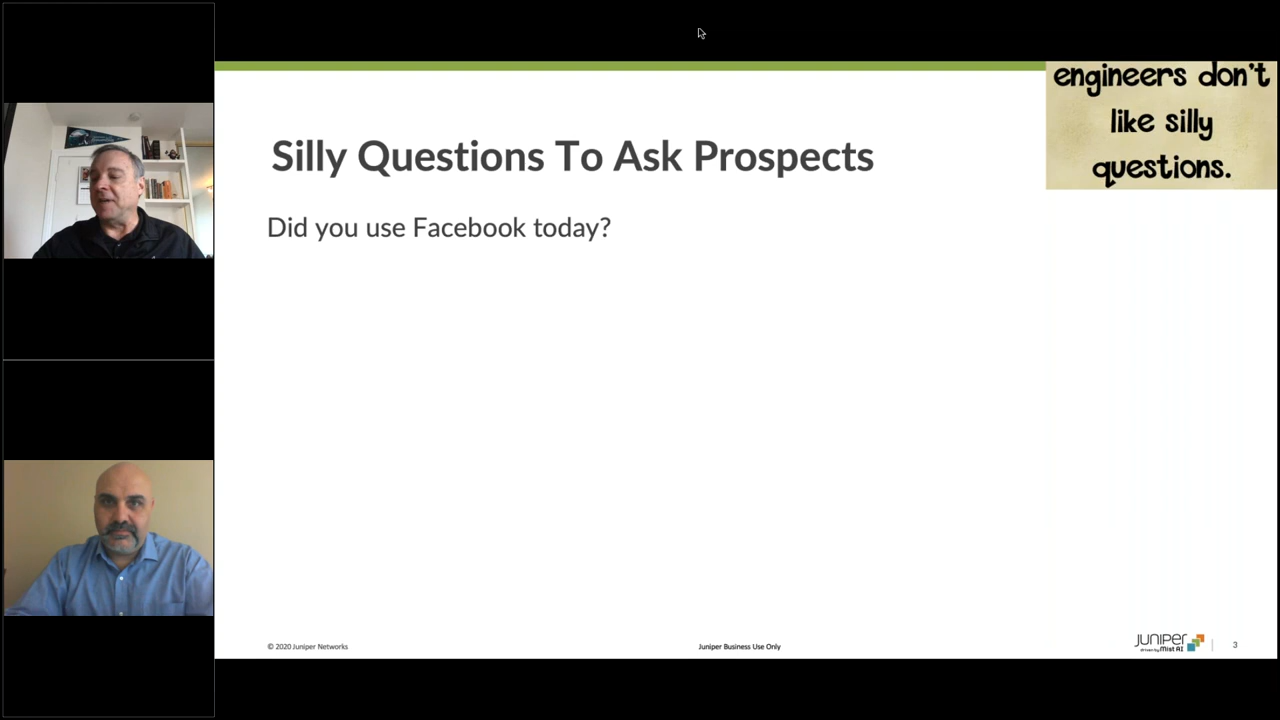 engineers don't
like silly
questions.
Silly Questions To Ask Prospects
Did you use Facebook today?
© 2020 Juniper Networks
Juniper Business Use Only
JUNIPEr
driven by Mist AI
3